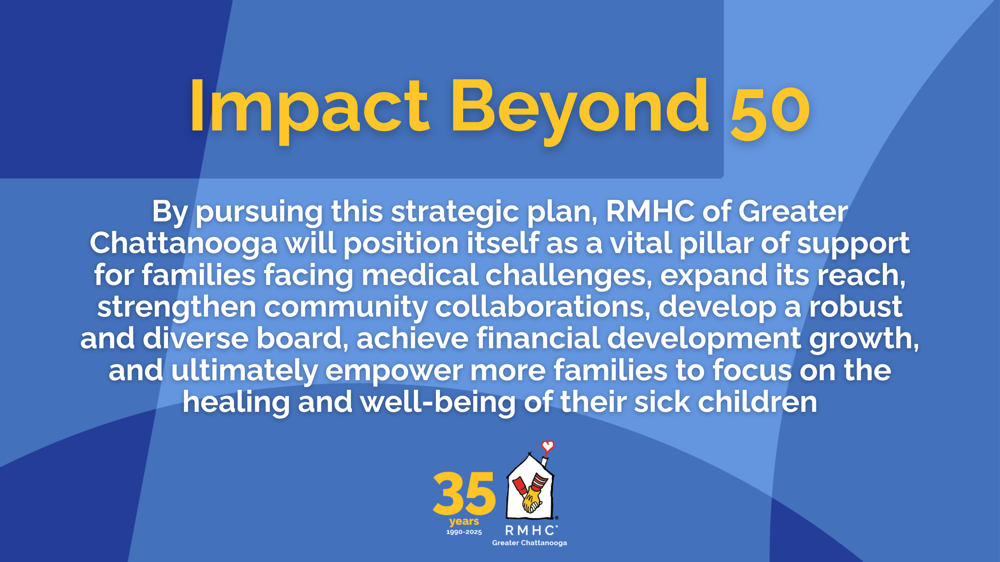 Impact Beyond 50
By pursuing this strategic plan, RMHC of Greater
Chattanooga will position itself as a vital pillar of support
for families facing medical challenges, expand its reach,
strengthen community collaborations, develop a robust
and diverse board, achieve financial development growth,
and ultimately empower more families to focus on the
healing and well-being of their sick children
35
years
1990-2025
®
RMHC®
Greater Chattanooga